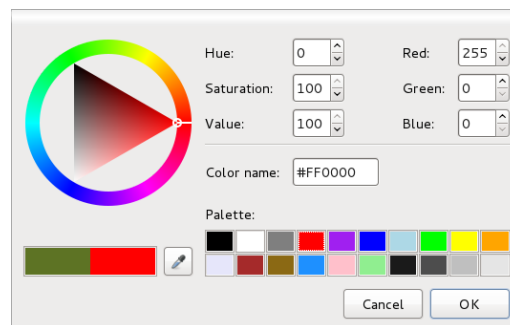 Hue: 0 Red: 255
Saturation: 100 Green: 0
Value: 100 Blue: 0
Color name: #FF0000
Palette:
Cancel OK